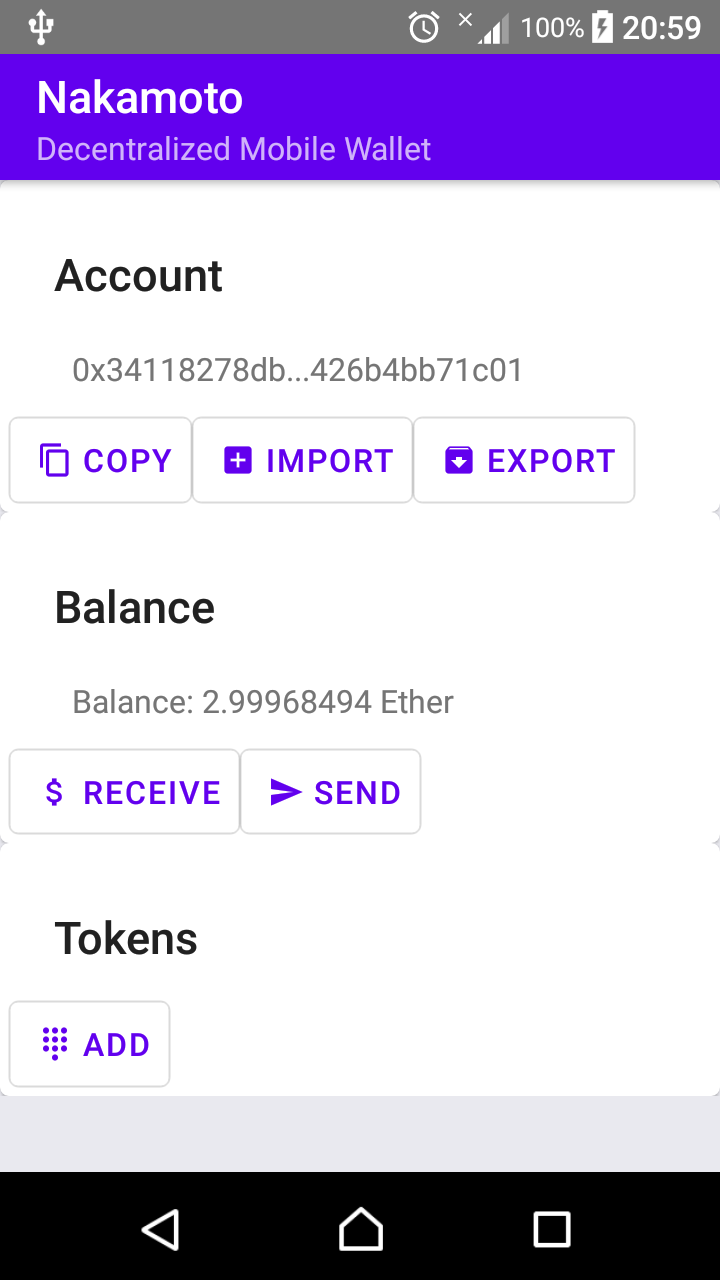 100% 20:59
Nakamoto
Decentralized Mobile Wallet
Account
0x34118278db...426b4bb71c01
COPY IMPORT EXPORT
Balance
Balance: 2.99968494 Ether
RECEIVE SEND
Tokens
ADD